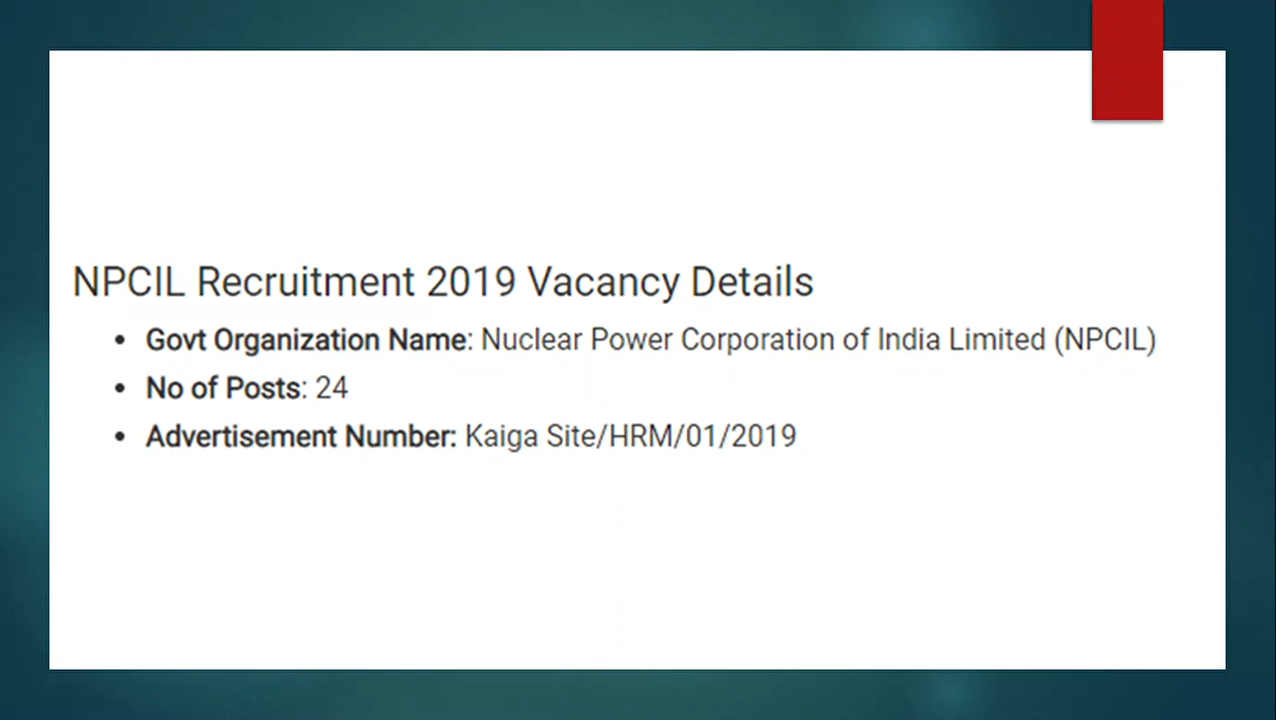 NPCIL Recruitment 2019 Vacancy Details
• Govt Organization Name: Nuclear Power Corporation of India Limited (NPCIL)
• No of Posts: 24
• Advertisement Number: Kaiga Site/HRM/01/2019